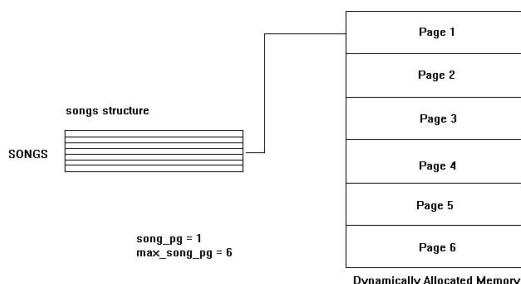 Page 1
Page 2
songs structure
Page 3
SONGS
Page 4
Page 5
song_pg = 1
max_song_pg = 6
Page 6
Dynamically Allocated Memory